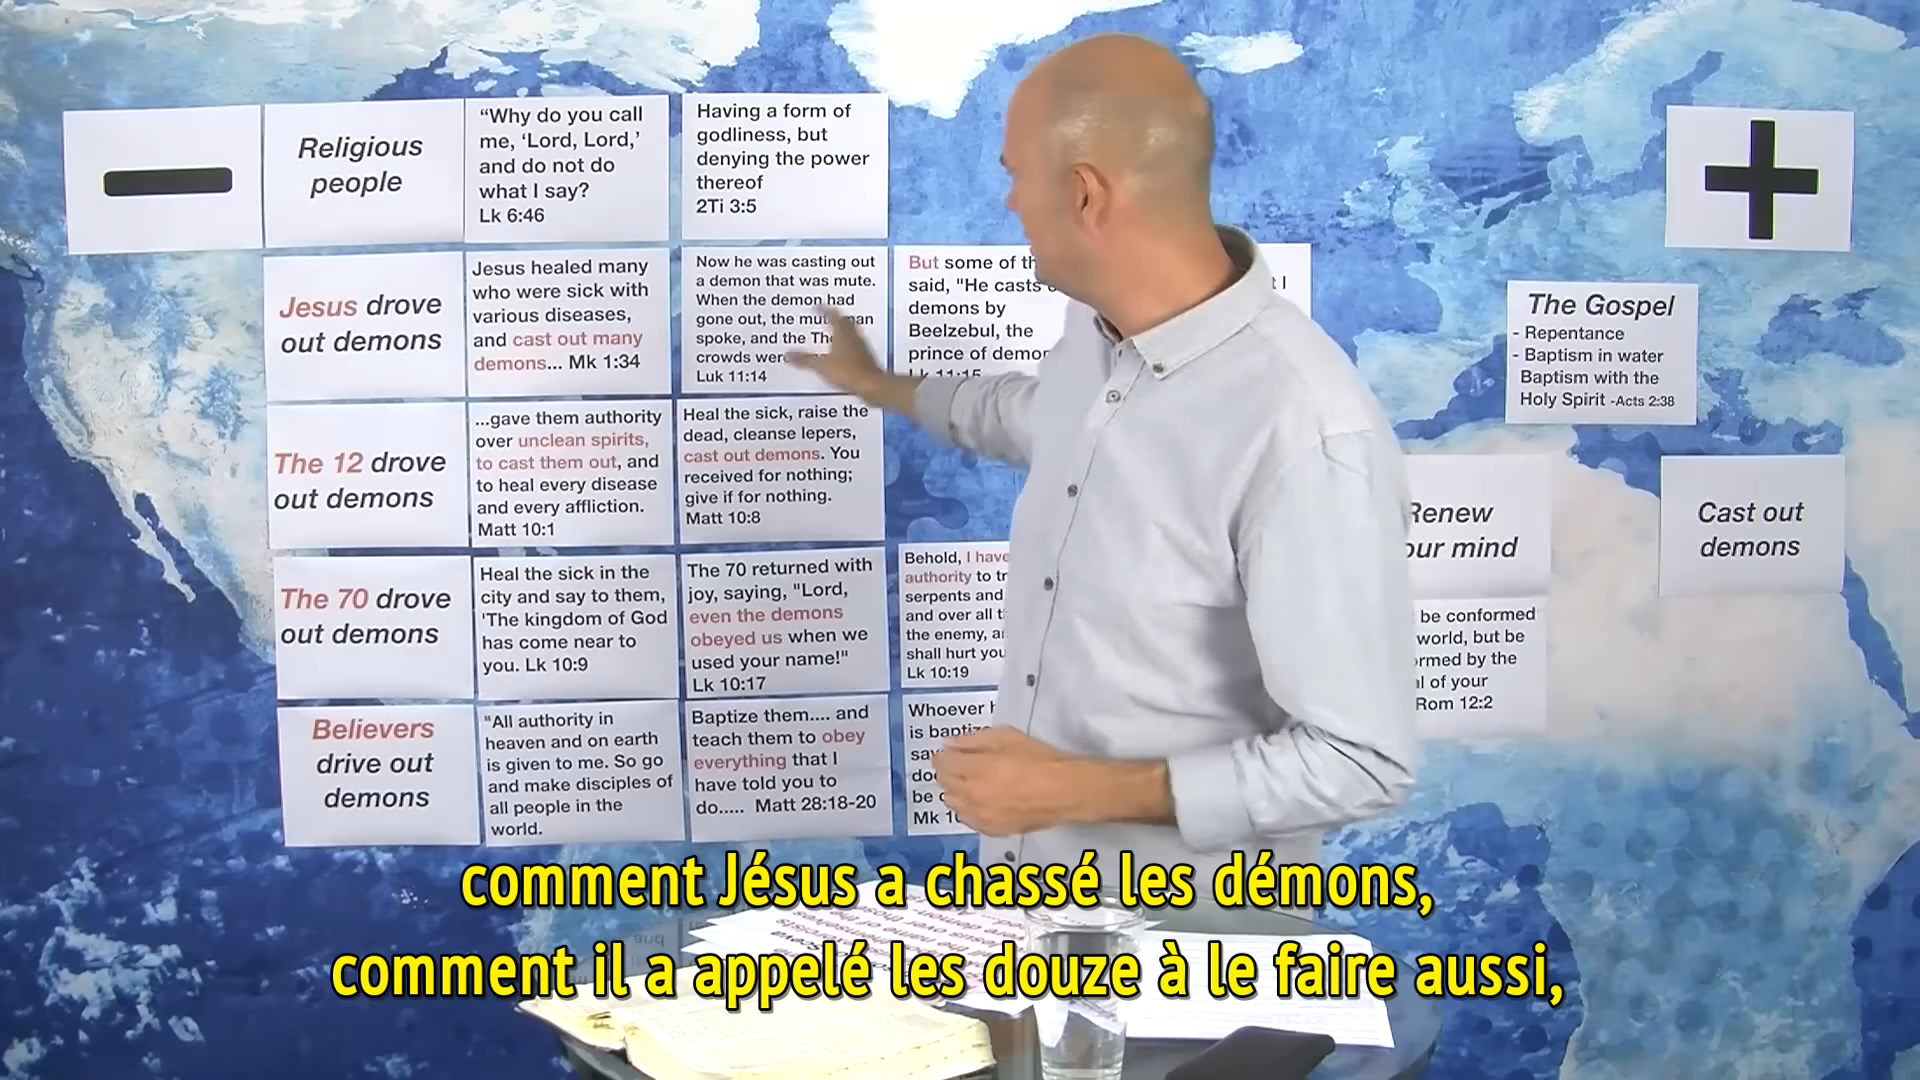 Religious
people
“Why do you call
me, ‘Lord, Lord,’
and do not do
what I say?
Lk 6:46
Having a form of
godliness, but
denying the power
thereof
2Ti 3:5
Jesus drove
out demons
Jesus healed many
who were sick with
various diseases,
and cast out many
demons... Mk 1:34
Now he was casting out
a demon that was mute.
When the demon had
gone out, the
spoke, and the
crowds
Luk 11:14
But some of
said, "He casts
demons by
Beelzebul, the
prince of
Lk 11:15
I
The 12 drove
out demons
...gave them authority
over unclean spirits,
to cast them out, and
to heal every disease
and every affliction.
Matt 10:1
Heal the sick, raise the
dead, cleanse lepers,
cast out demons. You
received for nothing;
give if for nothing.
Matt 10:8
The 70 drove
out demons
Heal the sick in the
city and say to them,
'The kingdom of God
has come near to
you. Lk 10:9
The 70 returned with
joy, saying, "Lord,
even the demons
obeyed us when we
used your name!"
Lk 10:17
Behold, I have
authority to
serpents and
and over all
the enemy,
shall hurt
Lk 10:19
Believers
drive out
demons
"All authority in
heaven and on earth
is given to me. So go
and make disciples of
all people in the
world.
Baptize them.... and
teach them to obey
everything that I
have told you to
do..... Matt 28:18-20
Whoever
is
be
Mk
The Gospel
- Repentance
- Baptism in water
Baptism with the
Holy Spirit -Acts 2:38
Renew
our mind
be conformed
world, but be
by the
of your
Rom 12:2
Cast out
demons
comment Jésus a chassé les démons,
comment il a appelé les douze à le faire aussi,